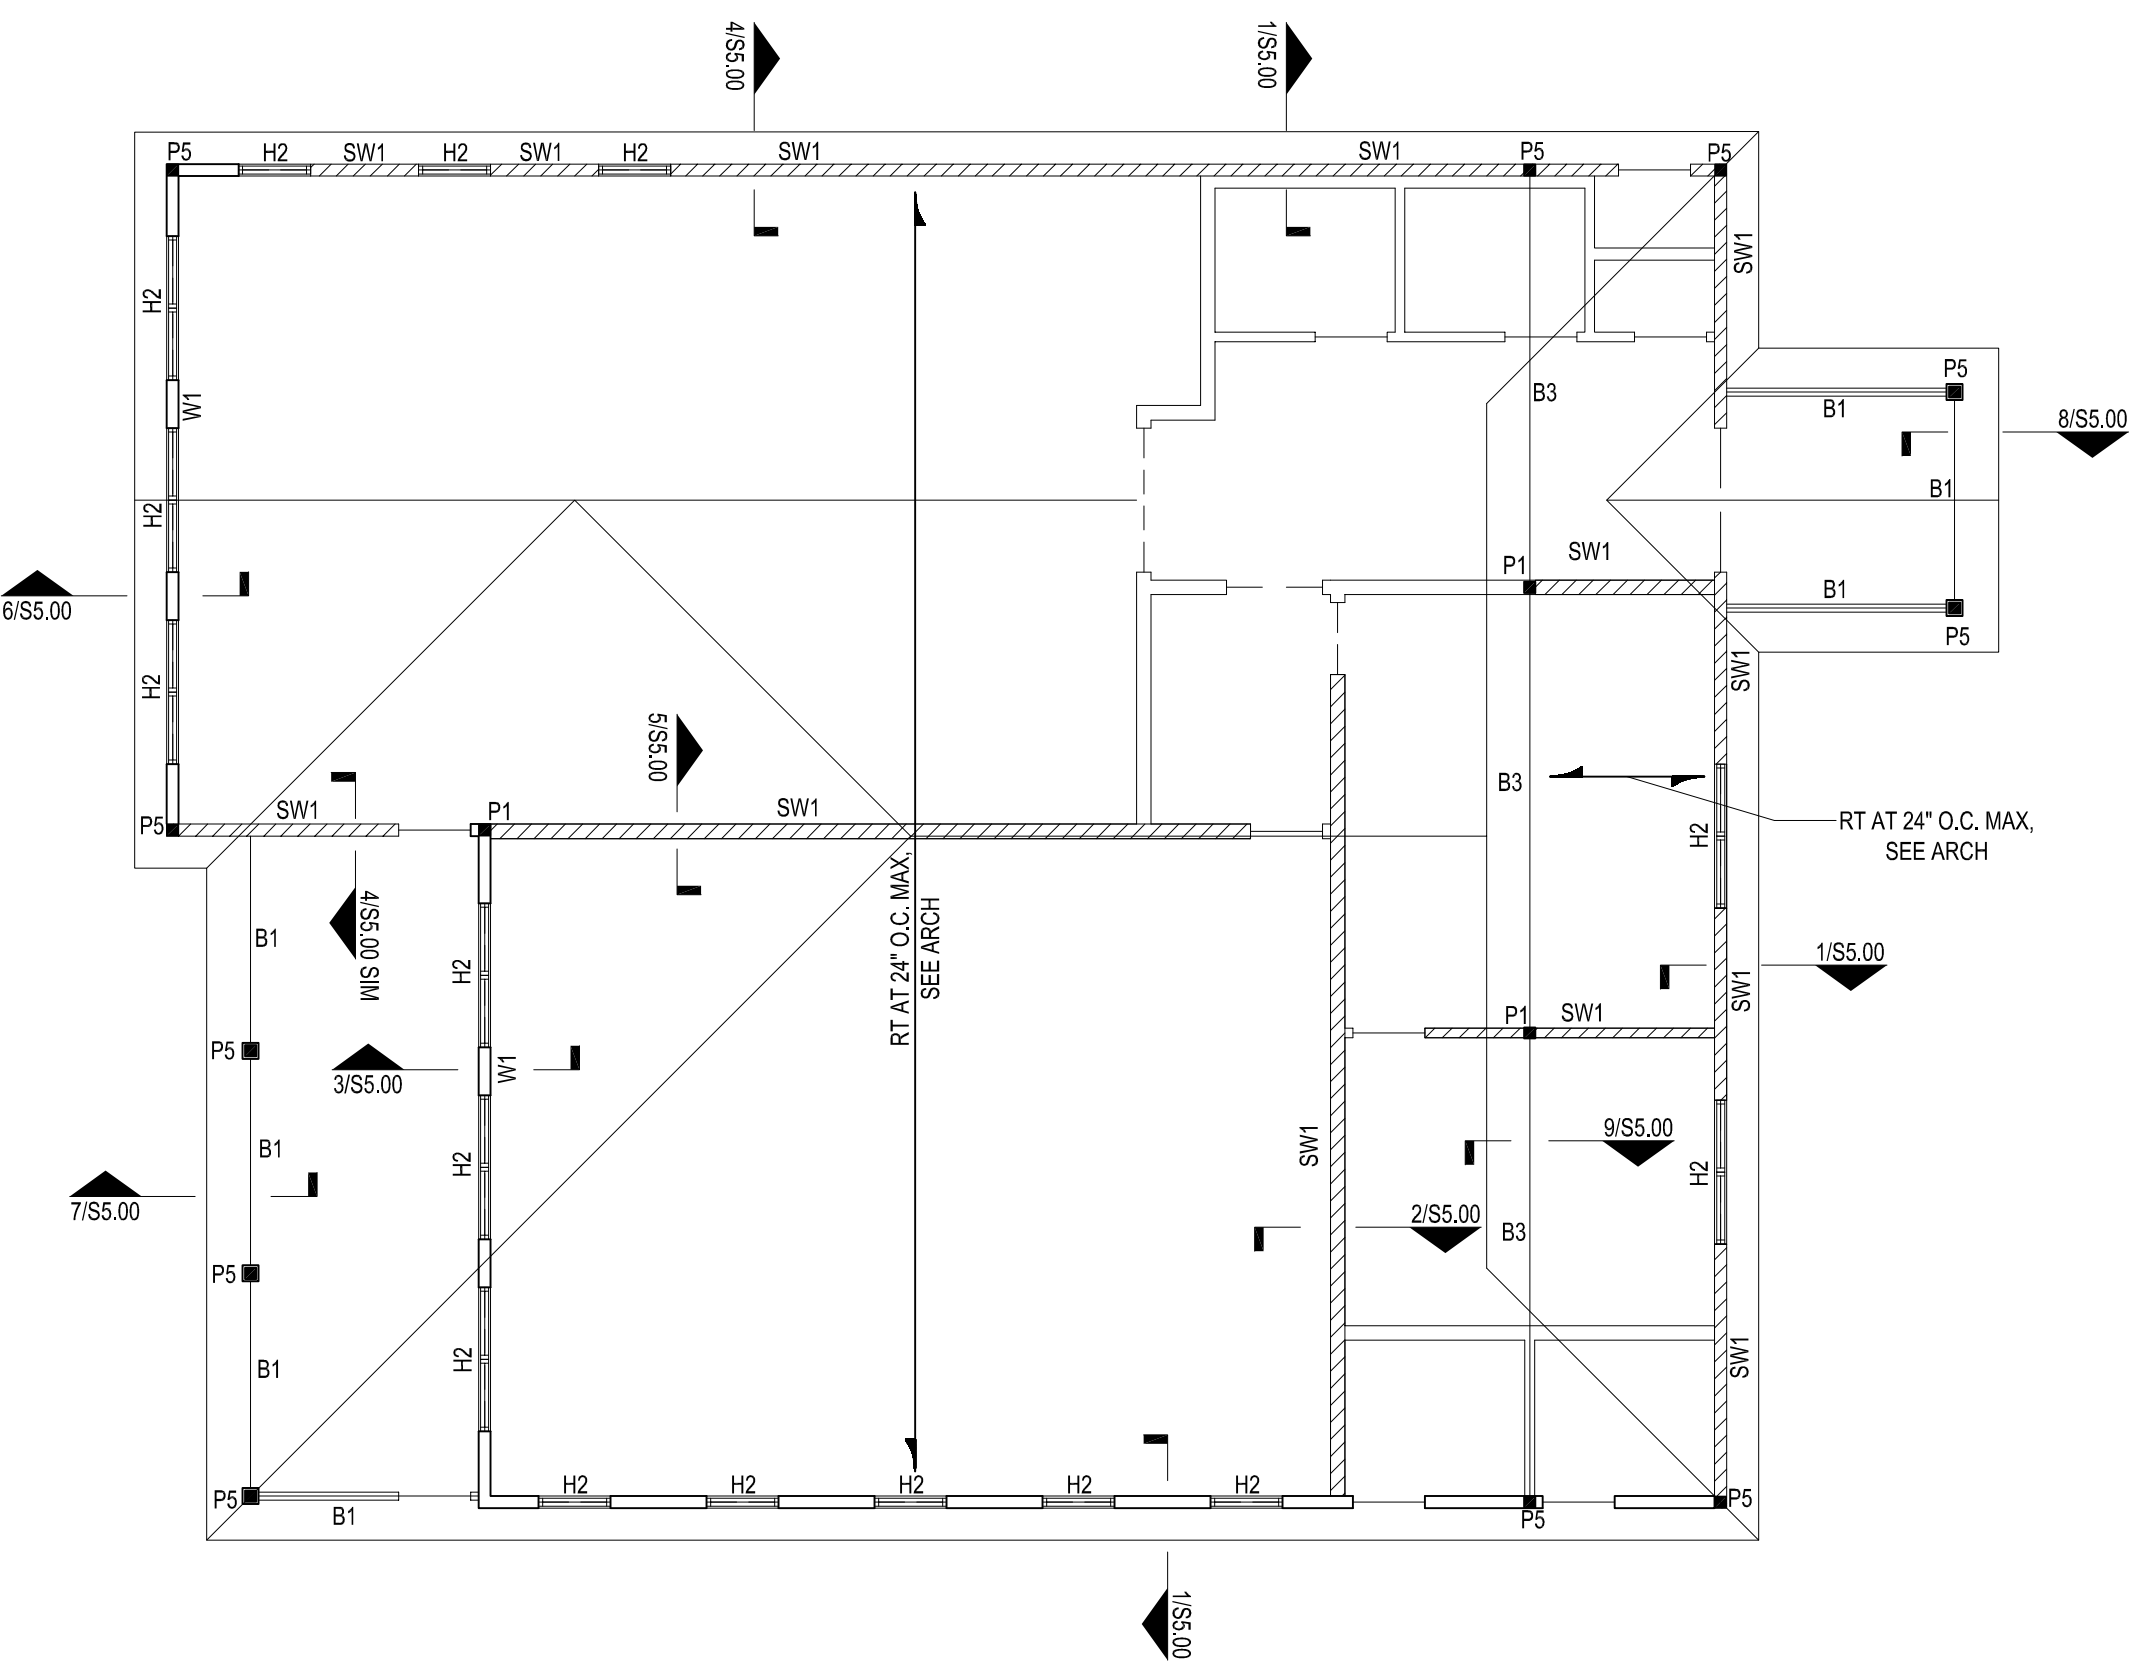 4/S5.00
1/S5.00
P5
H2
SW1
H2
SW1
H2
SW1
SW1
P5
P5
SW1
H2
W1
B3
P5
B1
8/S5.00
B1
H2
SW1
P1
B1
P5
6/S5.00
H2
SW1
5/S5.00
B3
P5
SW1
P1
SW1
RT AT 24" O.C. MAX,
SEE ARCH
H2
RT AT 24" O.C. MAX,
SEE ARCH
B1
4/S5.00 SIM
H2
1/S5.00
SW1
P1
SW1
P5
3/S5.00
W1
B1
H2
SW1
9/S5.00
H2
7/S5.00
2/S5.00
B3
P5
B1
H2
SW1
P5
B1
H2
H2
H2
H2
H2
P5
P5
1/S5.00